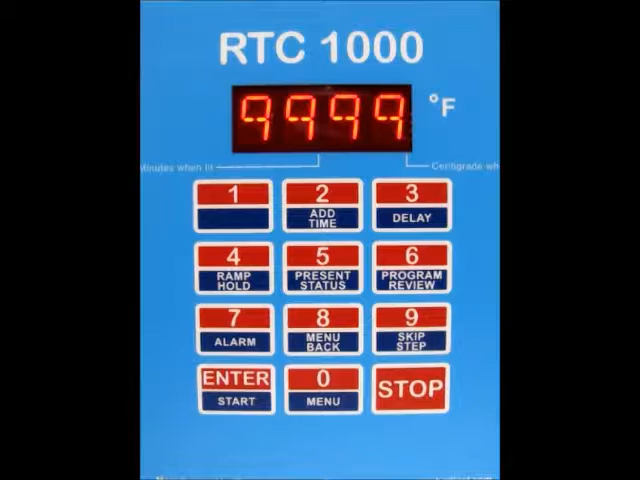 RTC 1000
9999 °F
Minutes when lit
Centigrade wh
1 2 3
ADD TIME DELAY
4 5 6
RAMP HOLD PRESENT STATUS PROGRAM REVIEW
7 8 9
ALARM MENU BACK SKIP STEP
ENTER 0 STOP
START MENU